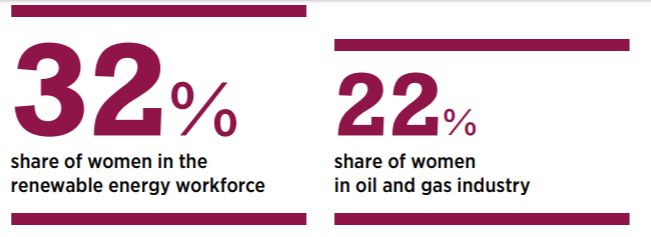 32%
share of women in the
renewable energy workforce
22%
share of women
in oil and gas industry